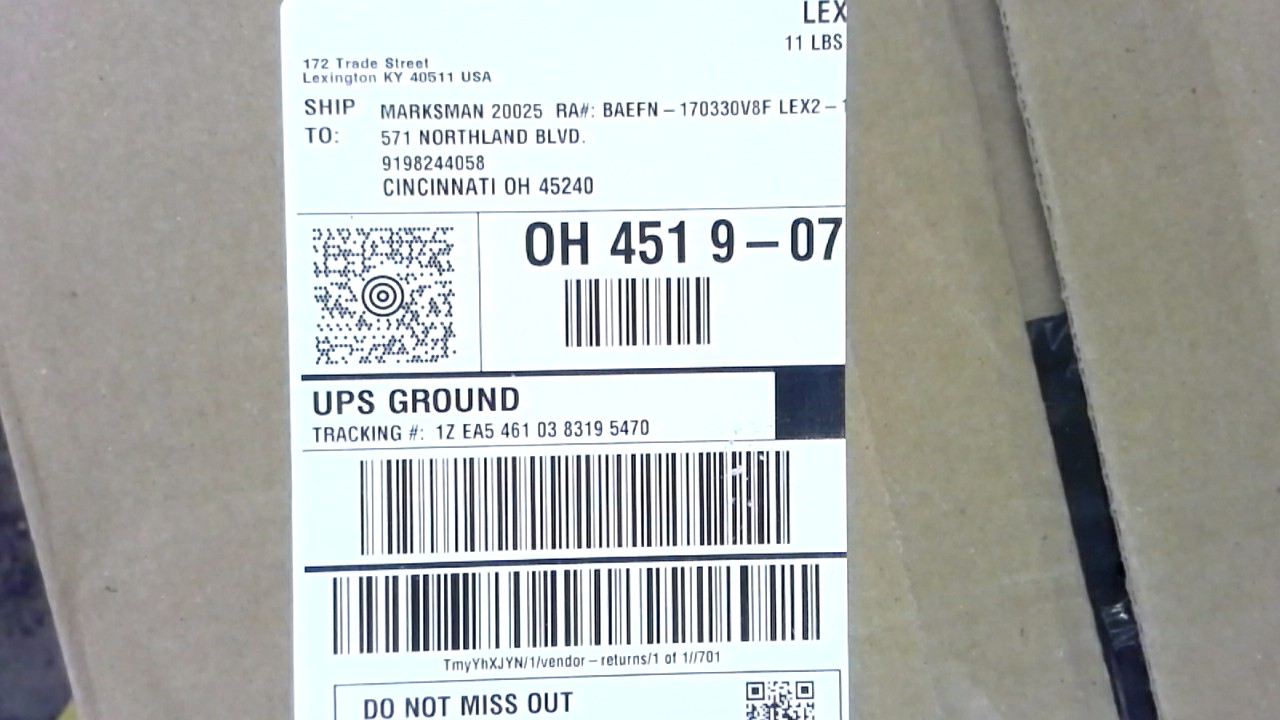 LEX
11 LBS
172 Trade Street
Lexington KY 40511 USA
SHIP TO:
MARKSMAN 20025 RA#: BAEFN-170330V8F LEX2-1
571 NORTHLAND BLVD.
9198244058
CINCINNATI OH 45240
OH 451 9-07
UPS GROUND
TRACKING #: 1Z EA5 461 03 8319 5470
TmyYhXJYN/1/vendor-returns/1 of 1//701
DO NOT MISS OUT